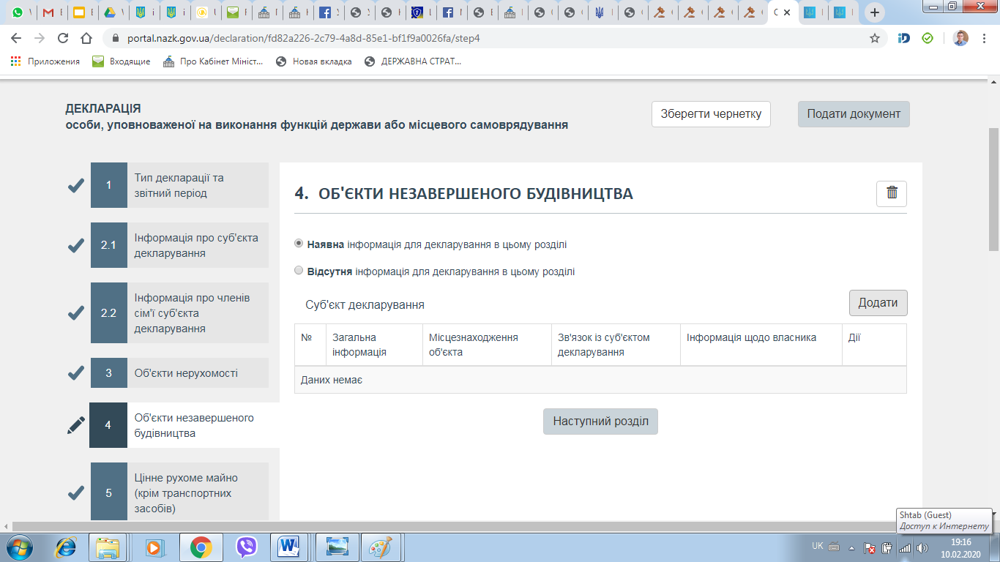 portal.nazk.gov.ua/declaration/fd82a226-2c79-4a8d-85e1-bf1f9a0026fa/step4
Приложения
Входящие
Про Кабінет Мініст...
Новая вкладка
ДЕРЖАВНА СТРАТ...
ДЕКЛАРАЦІЯ
особи, уповноваженої на виконання функцій держави або місцевого самоврядування
Зберегти чернетку
Подати документ
1
Тип декларації та
звітний період
2.1
Інформація про суб'єкта
декларування
2.2
Інформація про членів
сім'ї суб'єкта
декларування
3
Об'єкти нерухомості
4
Об'єкти незавершеного
будівництва
5
Цінне рухоме майно
(крім транспортних
засобів)
4. ОБ'ЄКТИ НЕЗАВЕРШЕНОГО БУДІВНИЦТВА
Наявна інформація для декларування в цьому розділі
Відсутня інформація для декларування в цьому розділі
Суб'єкт декларування
Додати
№
Загальна
інформація
Місцезнаходження
об'єкта
Зв'язок із суб'єктом
декларування
Інформація щодо власника
Дії
Даних немає
Наступний розділ
Shtab (Guest)
Доступ к Интернету
UK
19:16
10.02.2020